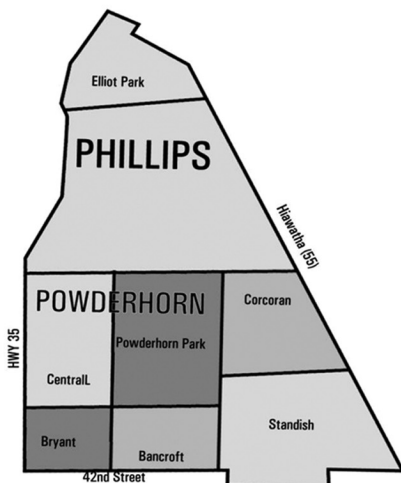 Elliot Park
PHILLIPS
Hiawatha (55)
POWDERHORN
Corcoran
Powderhorn Park
HWY 35
CentralL
Standish
Bryant
Bancroft
42nd Street